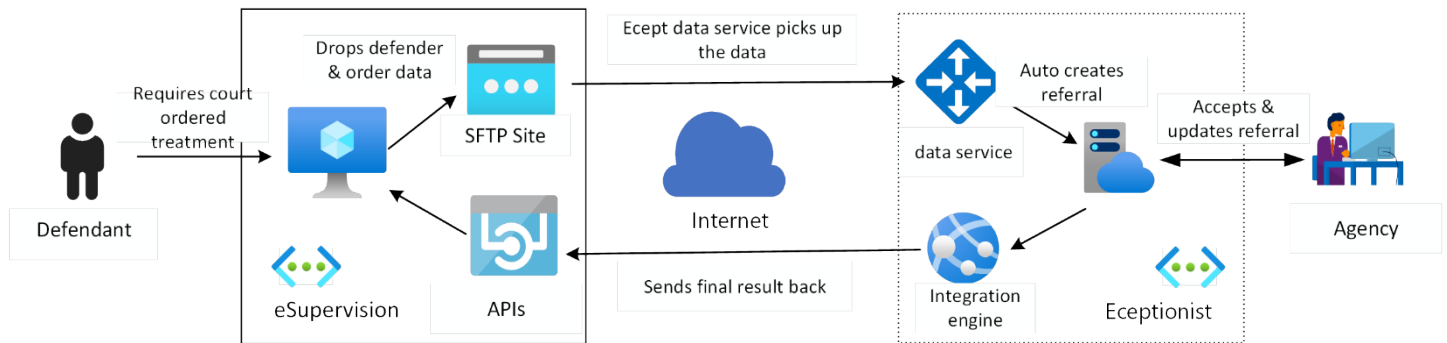 Requires court
ordered
treatment
Defendant
Drops defender
& order data
SFTP Site
eSupervision
APIs
Ecept data service picks up
the data
Internet
Sends final result back
Auto creates
referral
data service
Integration
engine
Eceptionist
Accepts &
updates referral
Agency